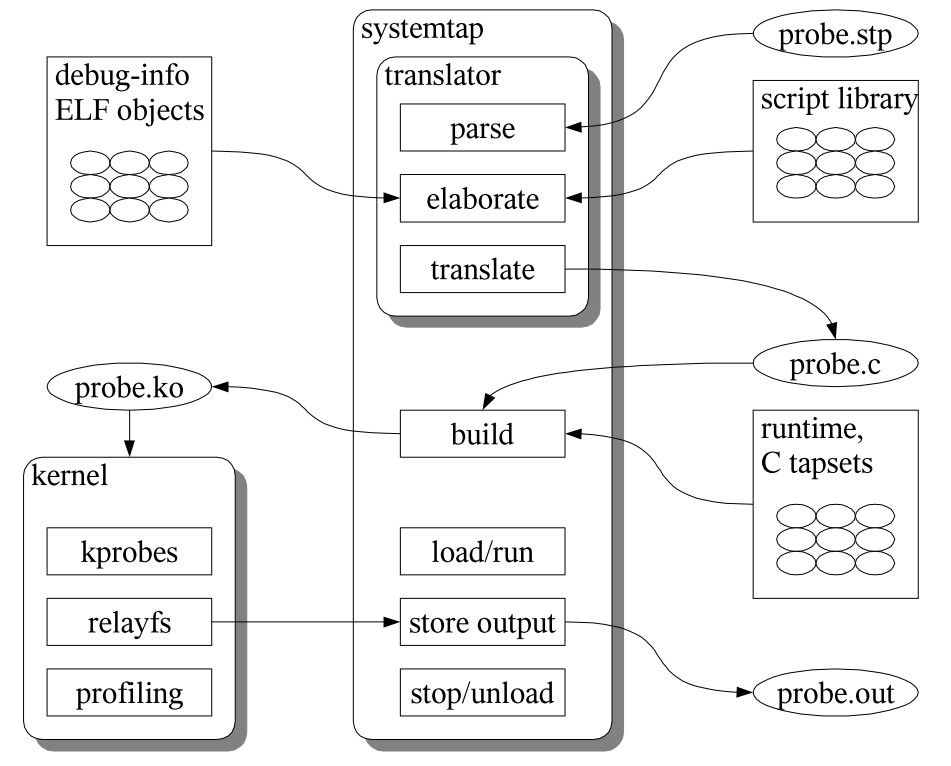 systemtap
probe.stp
debug-info
ELF objects
translator
script library
parse
elaborate
translate
probe.c
probe.ko
build
runtime,
C tapsets
kernel
kprobes
load/run
relayfs
store output
profiling
stop/unload
probe.out